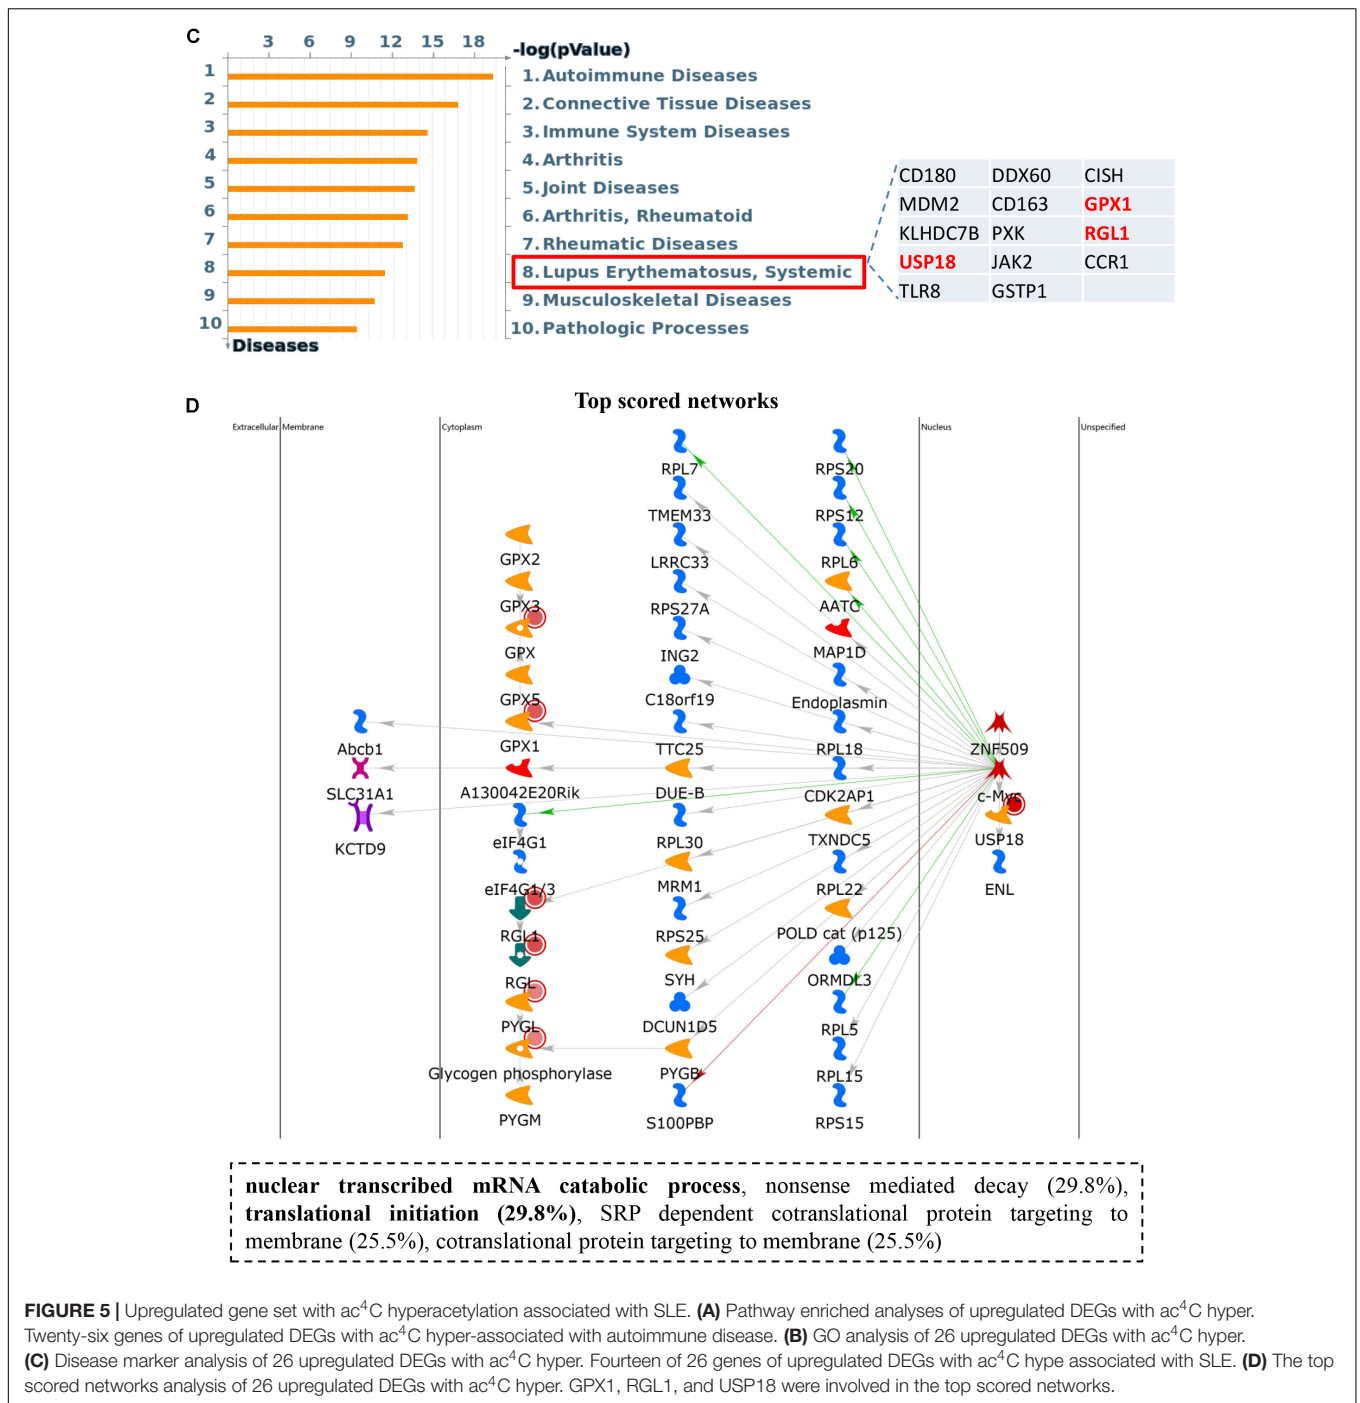 C
3 6 9 12 15 18 -log(pValue)
1 1. Autoimmune Diseases
2 2. Connective Tissue Diseases
3 3. Immune System Diseases
4 4. Arthritis
5 5. Joint Diseases
6 6. Arthritis, Rheumatoid
7 7. Rheumatic Diseases
8 8. Lupus Erythematosus, Systemic
9 9. Musculoskeletal Diseases
10 10. Pathologic Processes
Diseases
CD180 DDX60 CISH
MDM2 CD163 GPX1
KLHDC7B PXK RGL1
USP18 JAK2 CCR1
TLR8 GSTP1
D
Top scored networks
Extracellular Membrane Cytoplasm Nucleus Unspecified
Abcb1
SLC31A1
KCTD9
GPX2
GPX3
GPX
GPX5
GPX1
A130042E20Rik
eIF4G1
eIF4G1/3
RGL1
RGL
PYGL
Glycogen phosphorylase
PYGM
RPL7
TMEM33
LRRC33
RPS27A
ING2
C18orf19
TTC25
DUE-B
RPL30
MRM1
RPS25
SYH
DCUN1D5
PYGB
S100PBP
RPS20
RPS12
RPL6
AATC
MAP1D
Endoplasmin
RPL18
CDK2AP1
TXNDC5
RPL22
POLD cat (p125)
ORMDL3
RPL5
RPL15
RPS15
ZNF509
c-Myc
USP18
ENL
nuclear transcribed mRNA catabolic process, nonsense mediated decay (29.8%),
translational initiation (29.8%), SRP dependent cotranslational protein targeting to
membrane (25.5%), cotranslational protein targeting to membrane (25.5%)
FIGURE 5 | Upregulated gene set with ac⁴C hyperacetylation associated with SLE. (A) Pathway enriched analyses of upregulated DEGs with ac⁴C hyper.
Twenty-six genes of upregulated DEGs with ac⁴C hyper-associated with autoimmune disease. (B) GO analysis of 26 upregulated DEGs with ac⁴C hyper.
(C) Disease marker analysis of 26 upregulated DEGs with ac⁴C hyper. Fourteen of 26 genes of upregulated DEGs with ac⁴C hype associated with SLE. (D) The top
scored networks analysis of 26 upregulated DEGs with ac⁴C hyper. GPX1, RGL1, and USP18 were involved in the top scored networks.